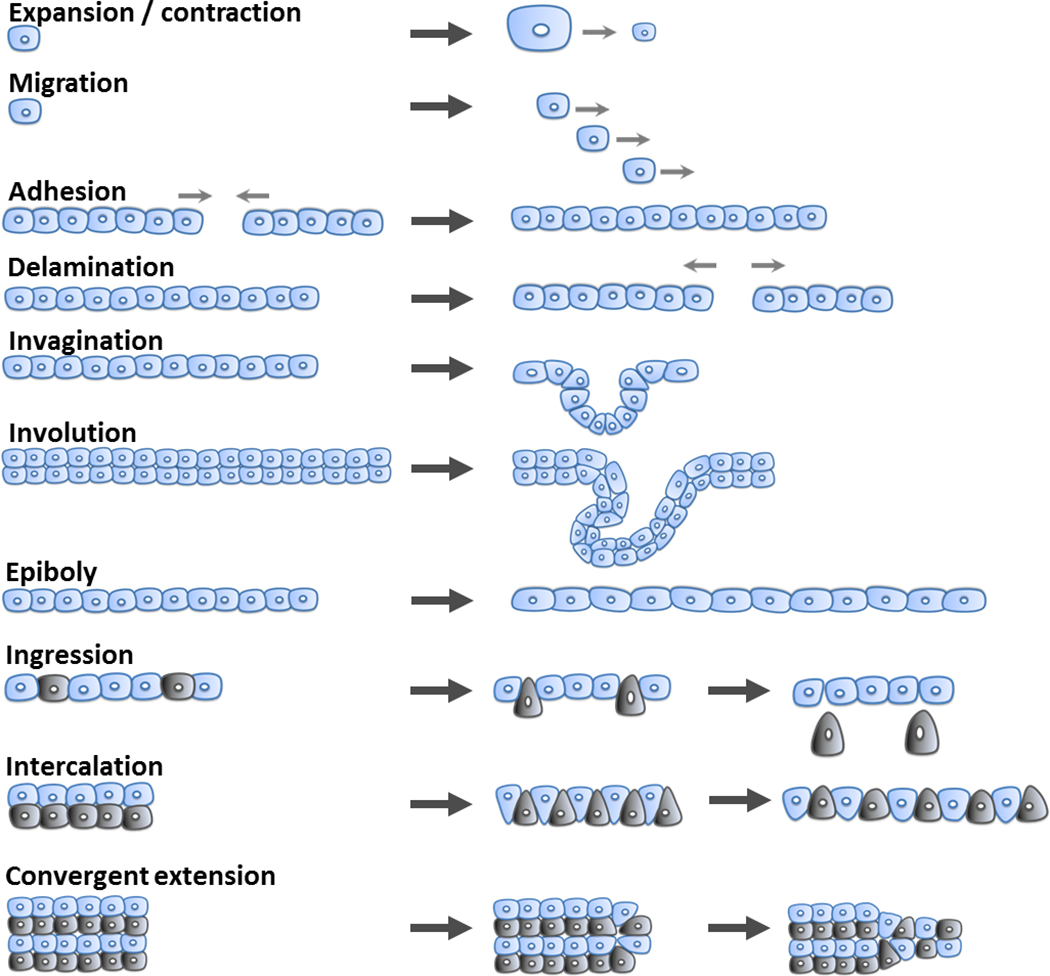 Expansion / contraction
Migration
Adhesion
Delamination
Invagination
Involution
Epiboly
Ingression
Intercalation
Convergent extension